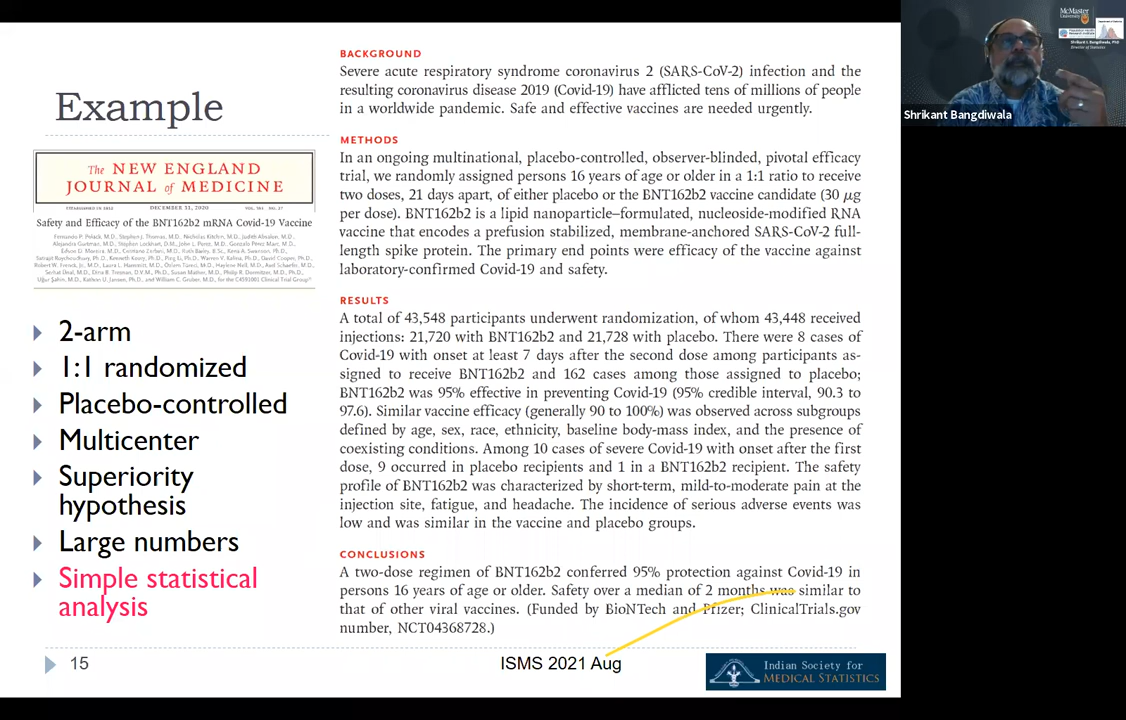 Example
The NEW ENGLAND
JOURNAL of MEDICINE
ESTABLISHED IN 1812 DECEMBER 31, 2020 VOL. 383 NO. 27
Safety and Efficacy of the BNT162b2 mRNA Covid-19 Vaccine
2-arm
1:1 randomized
Placebo-controlled
Multicenter
Superiority
hypothesis
Large numbers
Simple statistical
analysis
15
BACKGROUND
Severe acute respiratory syndrome coronavirus 2 (SARS-CoV-2) infection and the
resulting coronavirus disease 2019 (Covid-19) have afflicted tens of millions of people
in a worldwide pandemic. Safe and effective vaccines are needed urgently.
METHODS
In an ongoing multinational, placebo-controlled, observer-blinded, pivotal efficacy
trial, we randomly assigned persons 16 years of age or older in a 1:1 ratio to receive
two doses, 21 days apart, of either placebo or the BNT162b2 vaccine candidate (30 μg
per dose). BNT162b2 is a lipid nanoparticle–formulated, nucleoside-modified RNA
vaccine that encodes a prefusion stabilized, membrane-anchored SARS-CoV-2 full-
length spike protein. The primary end points were efficacy of the vaccine against
laboratory-confirmed Covid-19 and safety.
RESULTS
A total of 43,548 participants underwent randomization, of whom 43,448 received
injections: 21,720 with BNT162b2 and 21,728 with placebo. There were 8 cases of
Covid-19 with onset at least 7 days after the second dose among participants as-
signed to receive BNT162b2 and 162 cases among those assigned to placebo;
BNT162b2 was 95% effective in preventing Covid-19 (95% credible interval, 90.3 to
97.6). Similar vaccine efficacy (generally 90 to 100%) was observed across subgroups
defined by age, sex, race, ethnicity, baseline body-mass index, and the presence of
coexisting conditions. Among 10 cases of severe Covid-19 with onset after the first
dose, 9 occurred in placebo recipients and 1 in a BNT162b2 recipient. The safety
profile of BNT162b2 was characterized by short-term, mild-to-moderate pain at the
injection site, fatigue, and headache. The incidence of serious adverse events was
low and was similar in the vaccine and placebo groups.
CONCLUSIONS
A two-dose regimen of BNT162b2 conferred 95% protection against Covid-19 in
persons 16 years of age or older. Safety over a median of 2 months was similar to
that of other viral vaccines. (Funded by BioNTech and Pfizer; ClinicalTrials.gov
number, NCT04368728.)
ISMS 2021 Aug
Indian Society for
MEDICAL STATISTICS
McMaster
University
Shrikant Bangdiwala